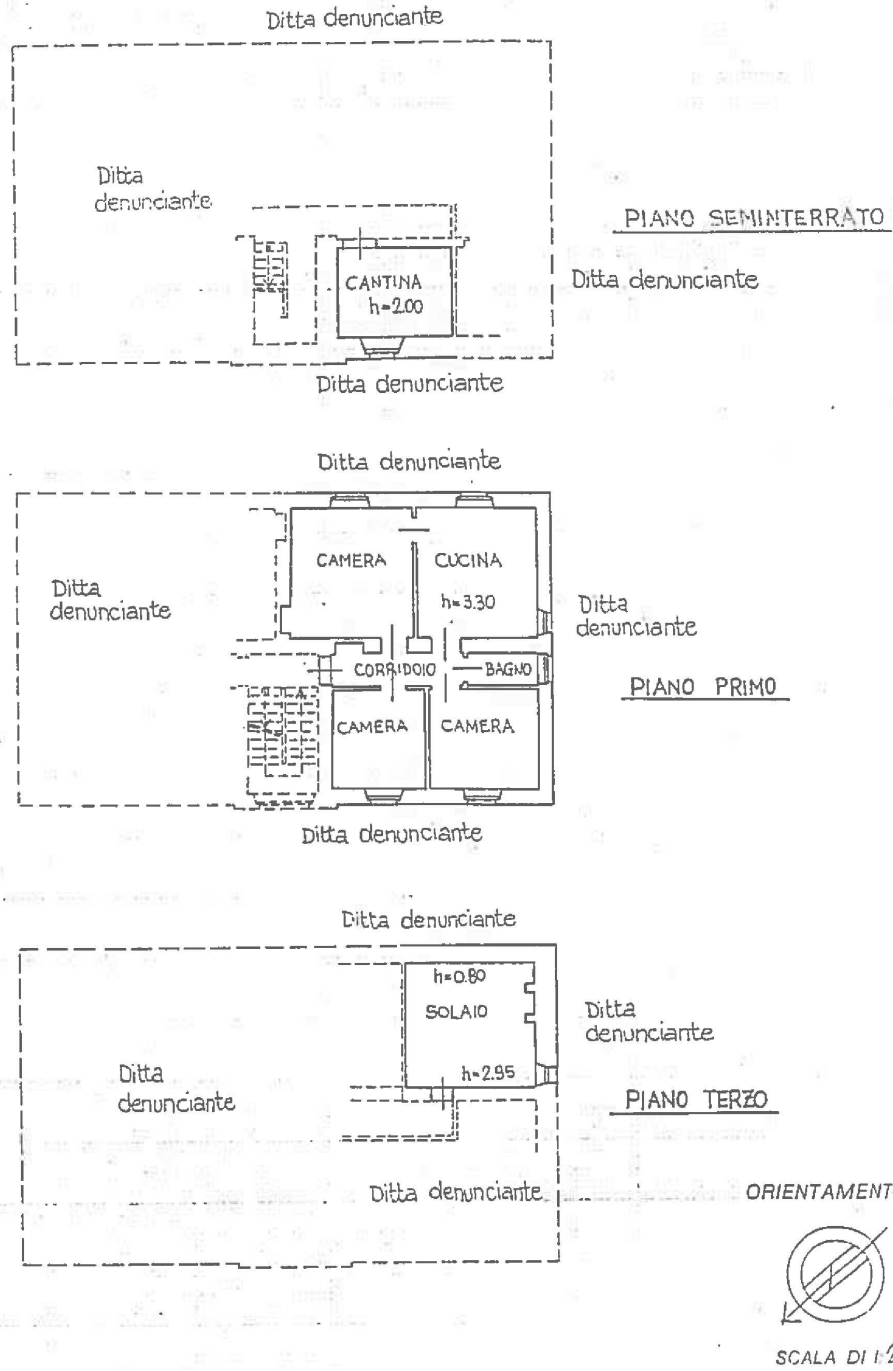 Ditta denunciante
Ditta
denunciante
PIANO SEMINTERRATO
CANTINA
h=2.00
Ditta denunciante
Ditta denunciante
Ditta denunciante
CAMERA
CUCINA
h=3.30
Ditta
denunciante
Ditta
denunciante
CORRIDOIO
BAGNO
PIANO PRIMO
CAMERA
CAMERA
Ditta denunciante
Ditta denunciante
h=0.80
SOLAIO
Ditta
denunciante
h=2.95
Ditta
denunciante
PIANO TERZO
Ditta denunciante
ORIENTAMENT
SCALA DI 1:2